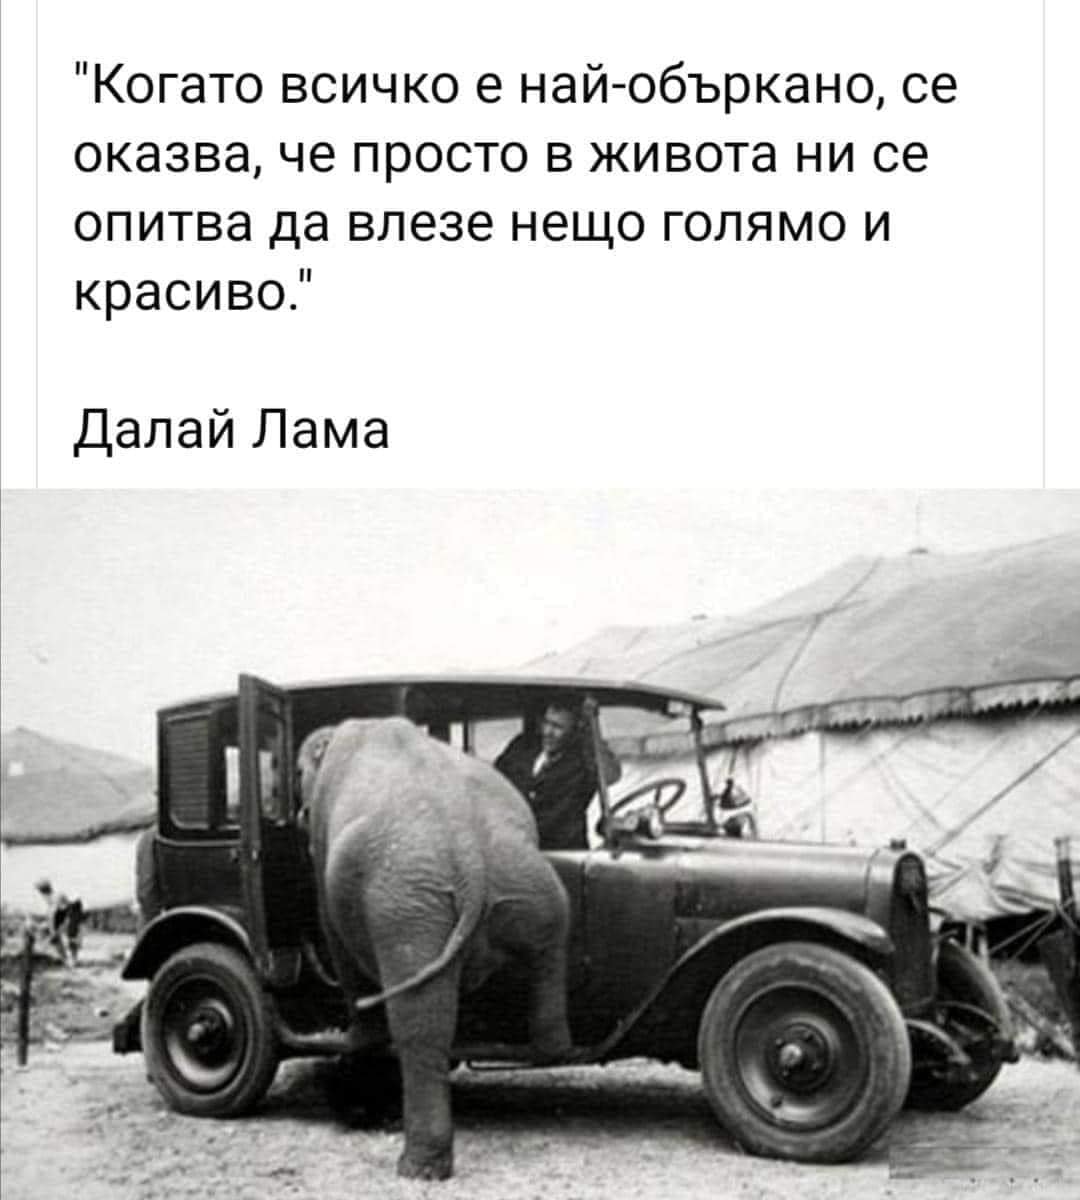 "Когато всичко е най-объркано, се
оказва, че просто в живота ни се
опитва да влезе нещо голямо и
красиво."
Далай Лама